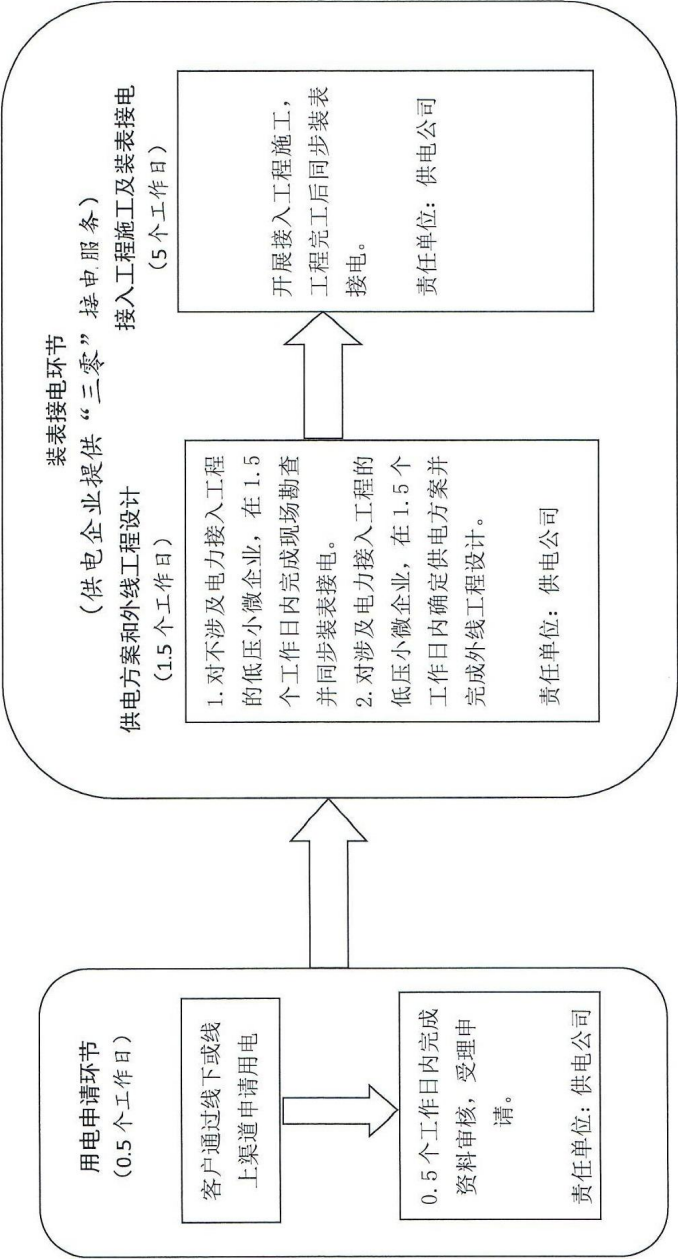 用电申请环节
（0.5个工作日）
客户通过线下或线
上渠道申请用电
0.5个工作日内完成
资料审核，受理申
请。
责任单位：供电公司
装表接电环节
（供电企业提供“三零”接电服务）
供电方案和外线工程设计
（1.5个工作日）
1.对不涉及电力接入工程
的低压小微企业，在1.5
个工作日内完成现场勘查
并同步装表接电。
2.对涉及电力接入工程的
低压小微企业，在1.5个
工作日内确定供电方案并
完成外线工程设计。
责任单位：供电公司
接入工程施工及装表接电
（5个工作日）
开展接入工程施工，
工程完工后同步装表
接电。
责任单位：供电公司